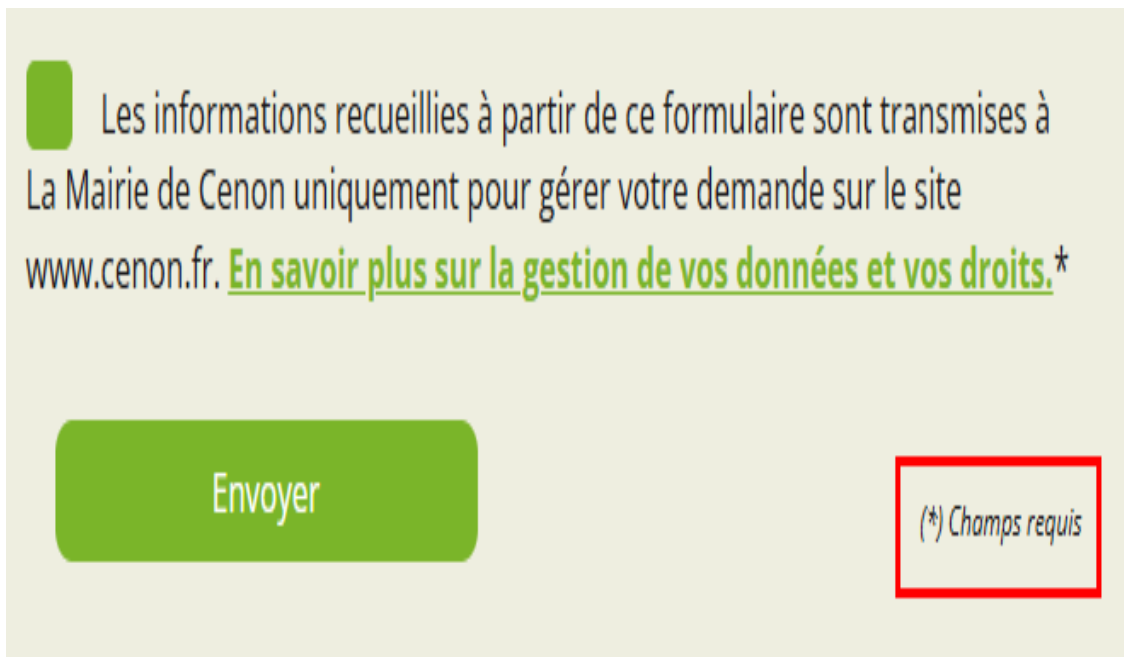 Les informations recueillies à partir de ce formulaire sont transmises à
La Mairie de Cenon uniquement pour gérer votre demande sur le site
www.cenon.fr. En savoir plus sur la gestion de vos données et vos droits.*
Envoyer
(*) Champs requis